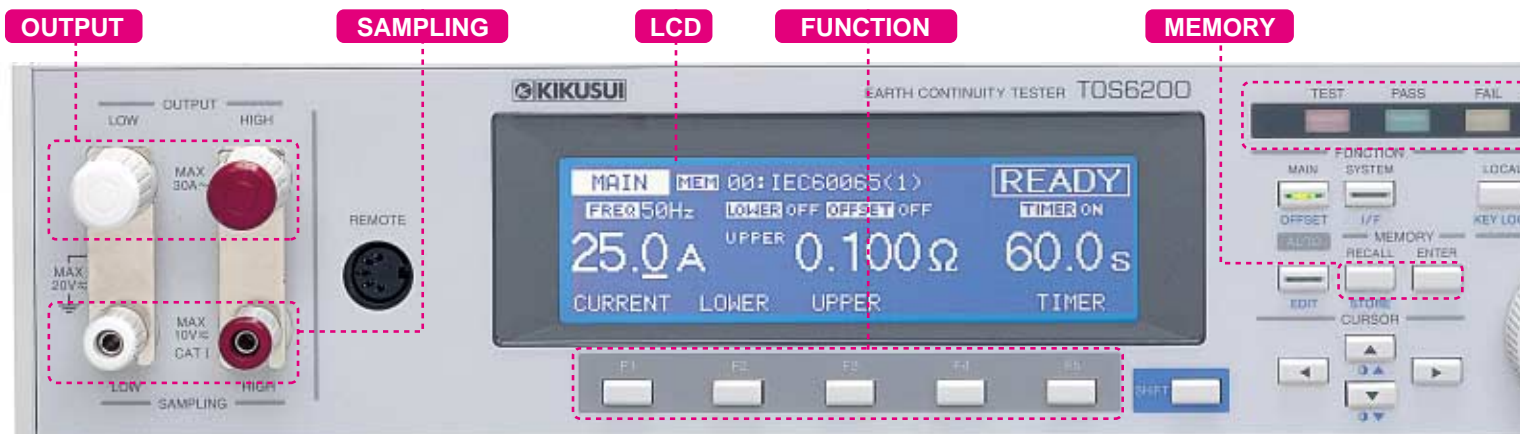 OUTPUT SAMPLING LCD FUNCTION MEMORY
KIKUSUI EARTH CONTINUITY TESTER TOS6200
OUTPUT
LOW HIGH
MAX
30A~
REMOTE
MAX
20V≂
MAX
10V≂
CAT I
LOW HIGH
SAMPLING
MAIN MEM 00:IEC60065(1) READY
FREQ 50Hz LOWER OFF OFFSET OFF TIMER ON
25.0 A UPPER 0.100Ω 60.0 s
CURRENT LOWER UPPER TIMER
F1 F2 F3 F4 F5
SHIFT
TEST PASS FAIL
FUNCTION
MAIN SYSTEM LOCAL
OFFSET I/F KEY LOC
AUTO MEMORY
RECALL ENTER
EDIT STORE
CURSOR